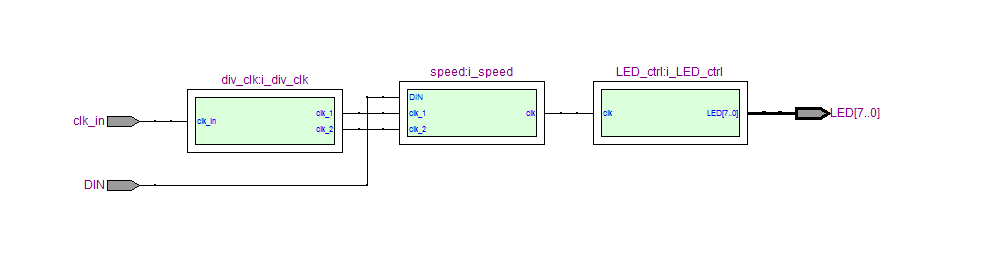 div_clk:i_div_clk
speed:i_speed
LED_ctrl:i_LED_ctrl
clk_in
clk_in
clk_1
clk_2
DIN
clk_1
clk_2
clk
clk
LED[7..0]
LED[7..0]
DIN